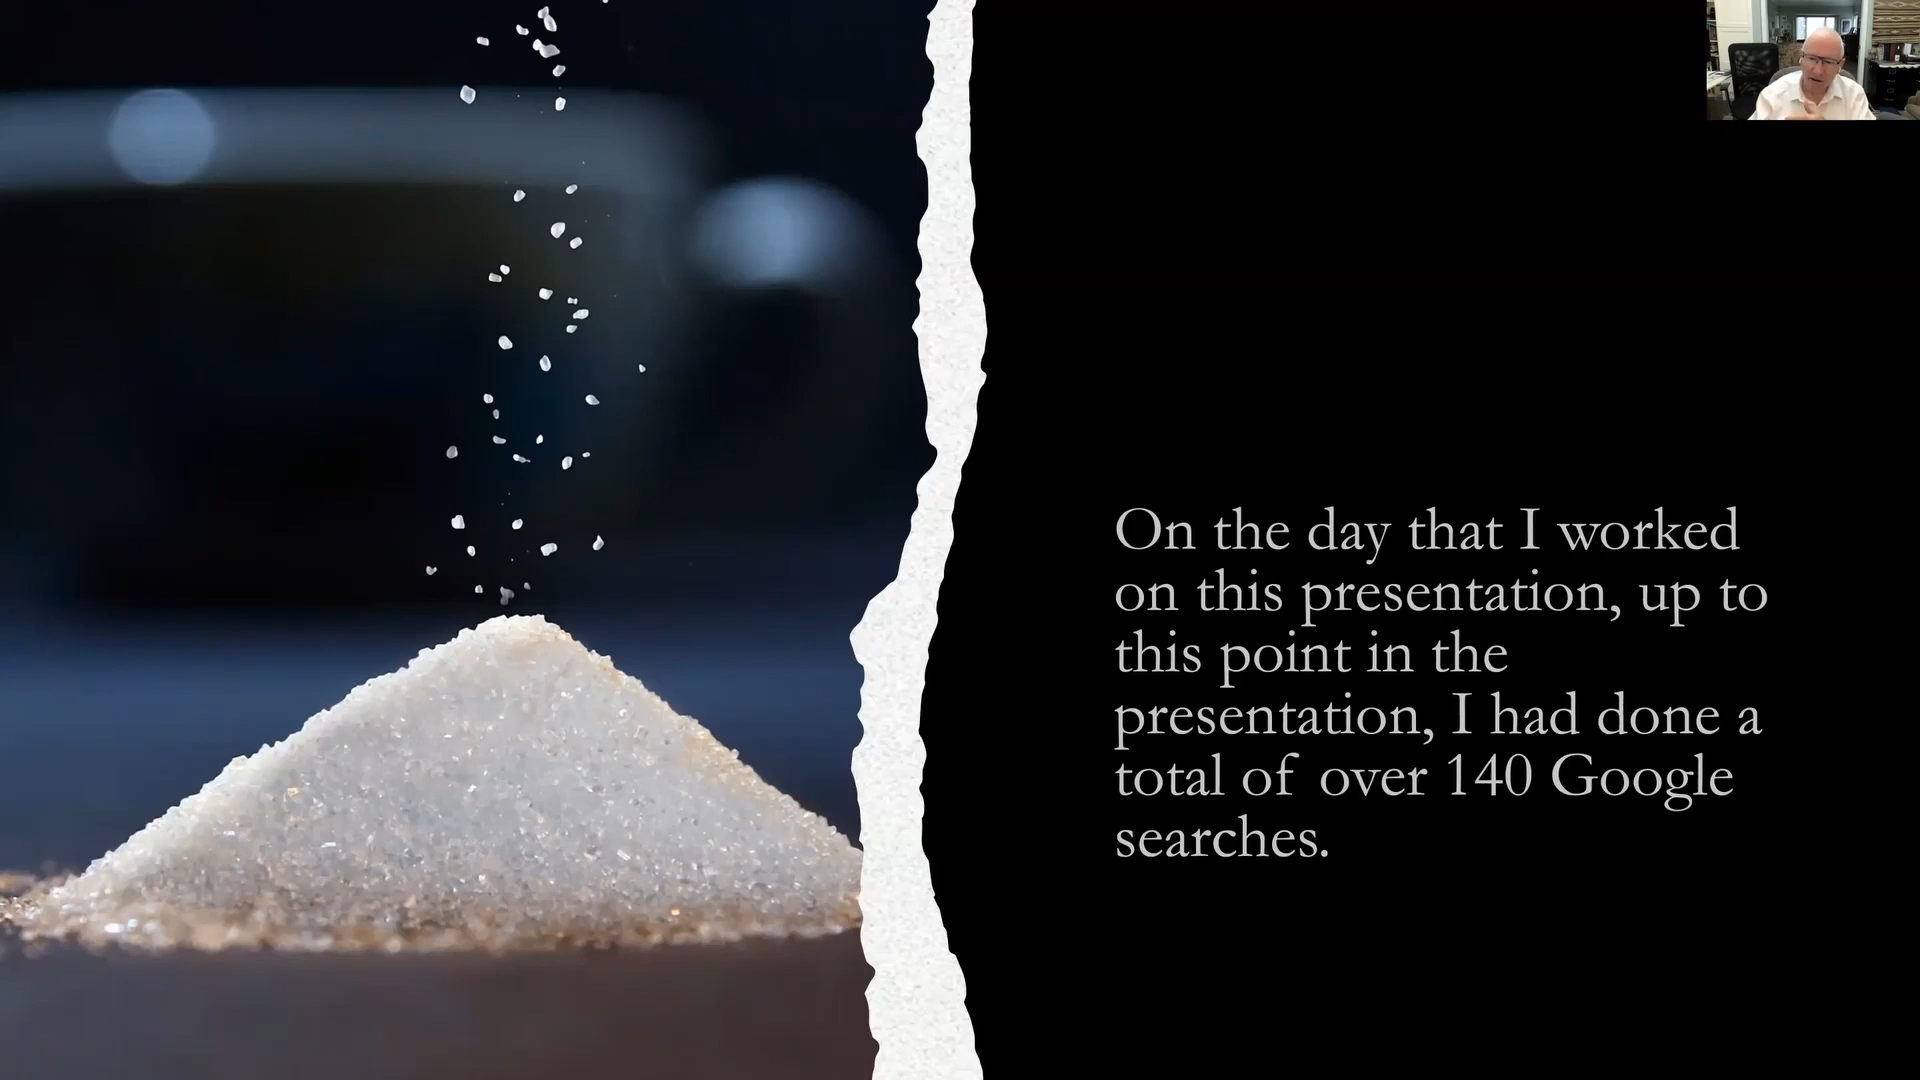 On the day that I worked
on this presentation, up to
this point in the
presentation, I had done a
total of over 140 Google
searches.